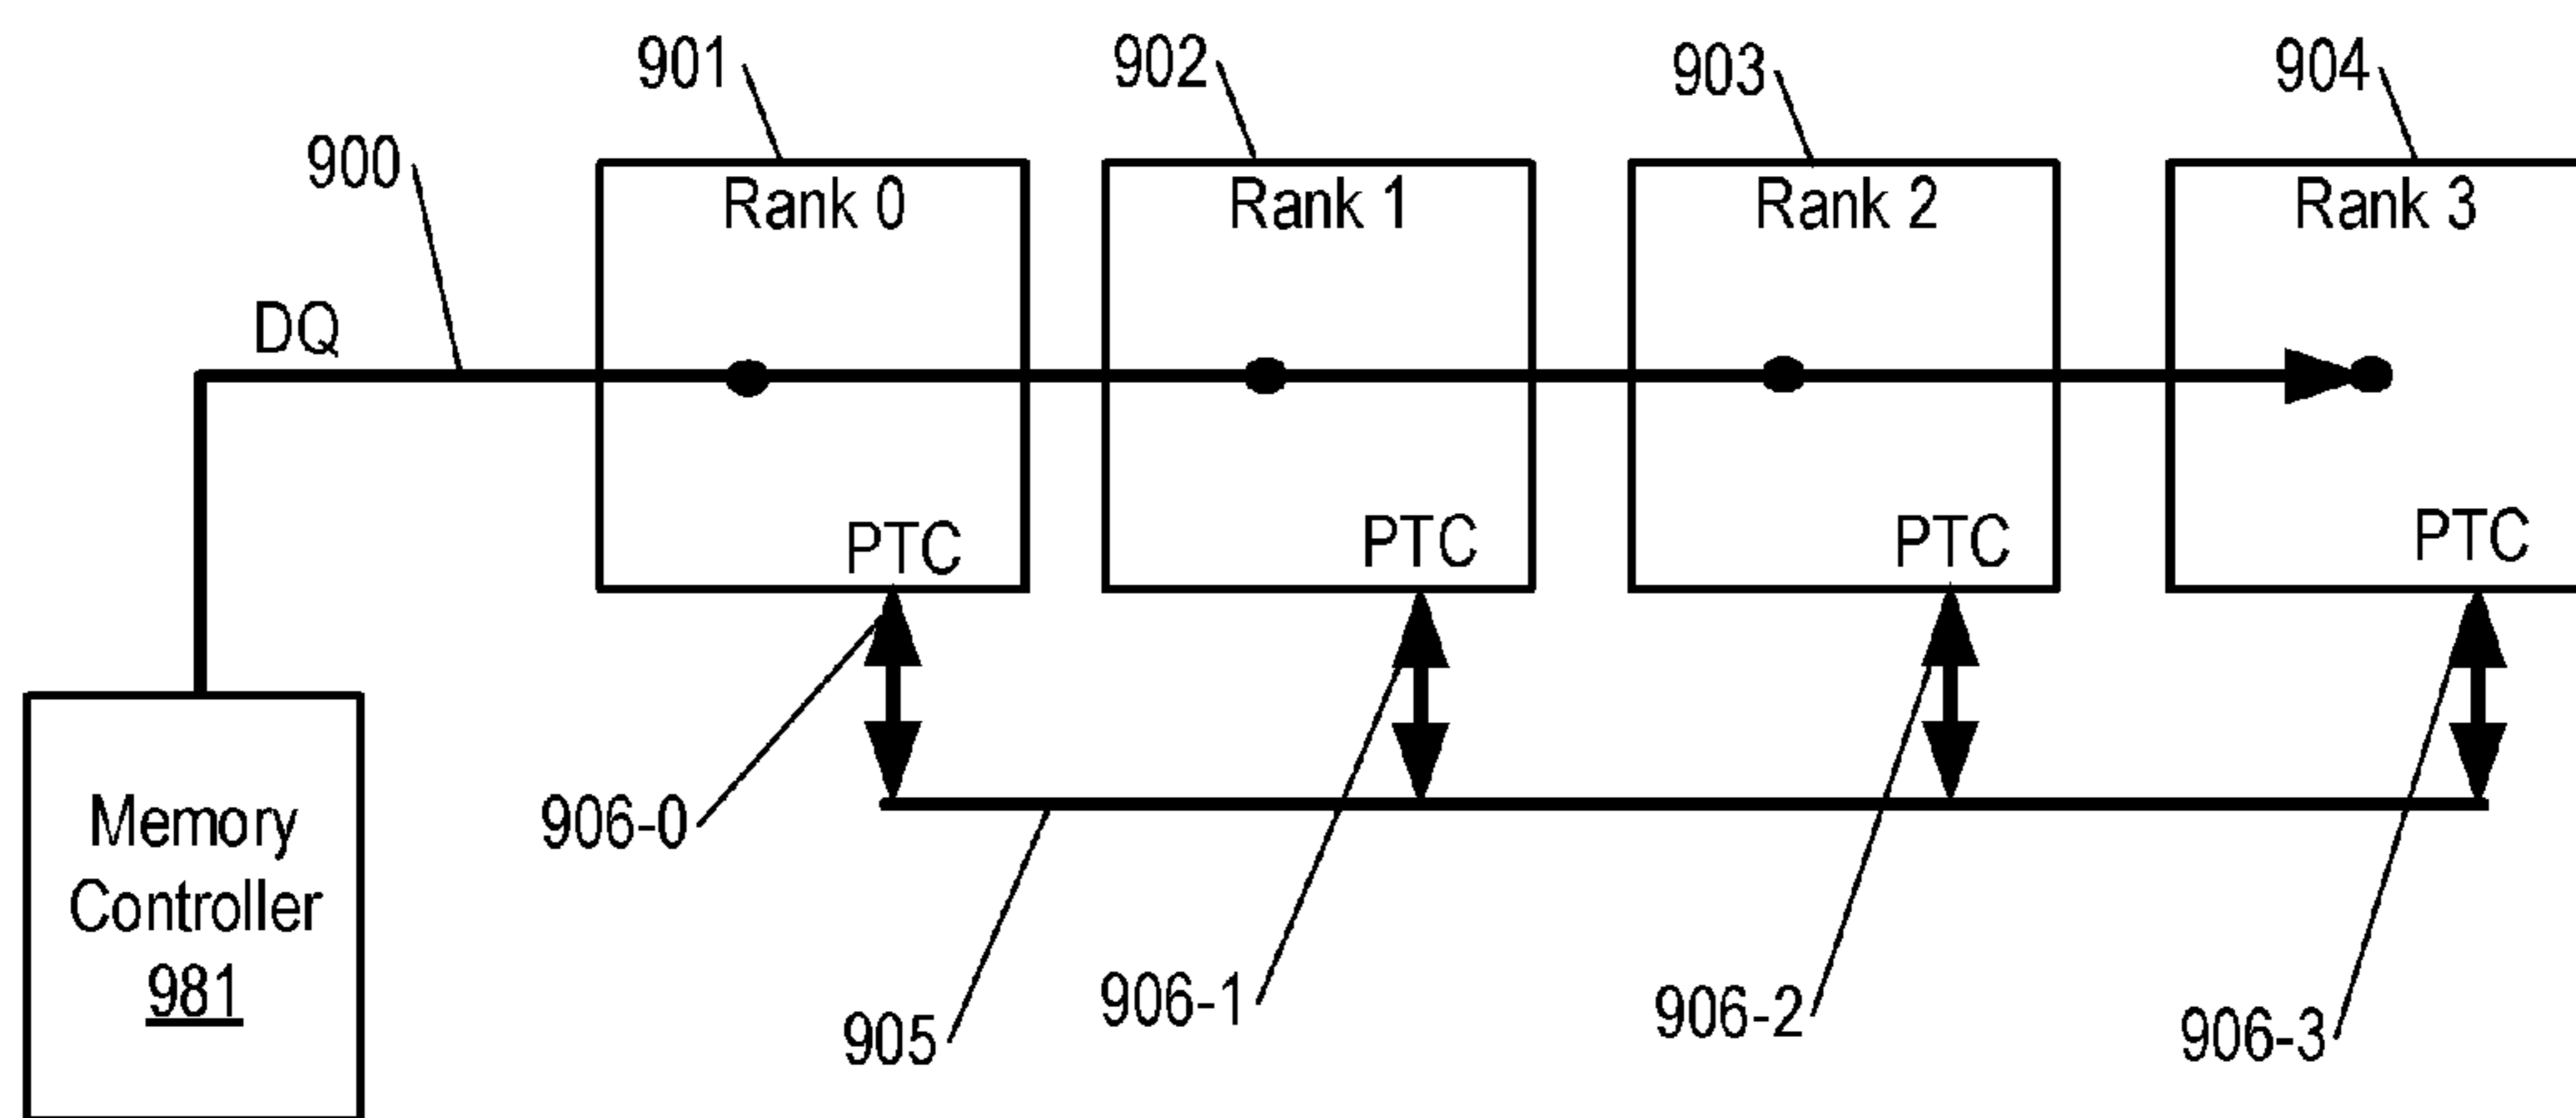 901
902
903
904
900
Rank 0
Rank 1
Rank 2
Rank 3
DQ
PTC
PTC
PTC
PTC
906-0
Memory
Controller
981
905
906-1
906-2
906-3